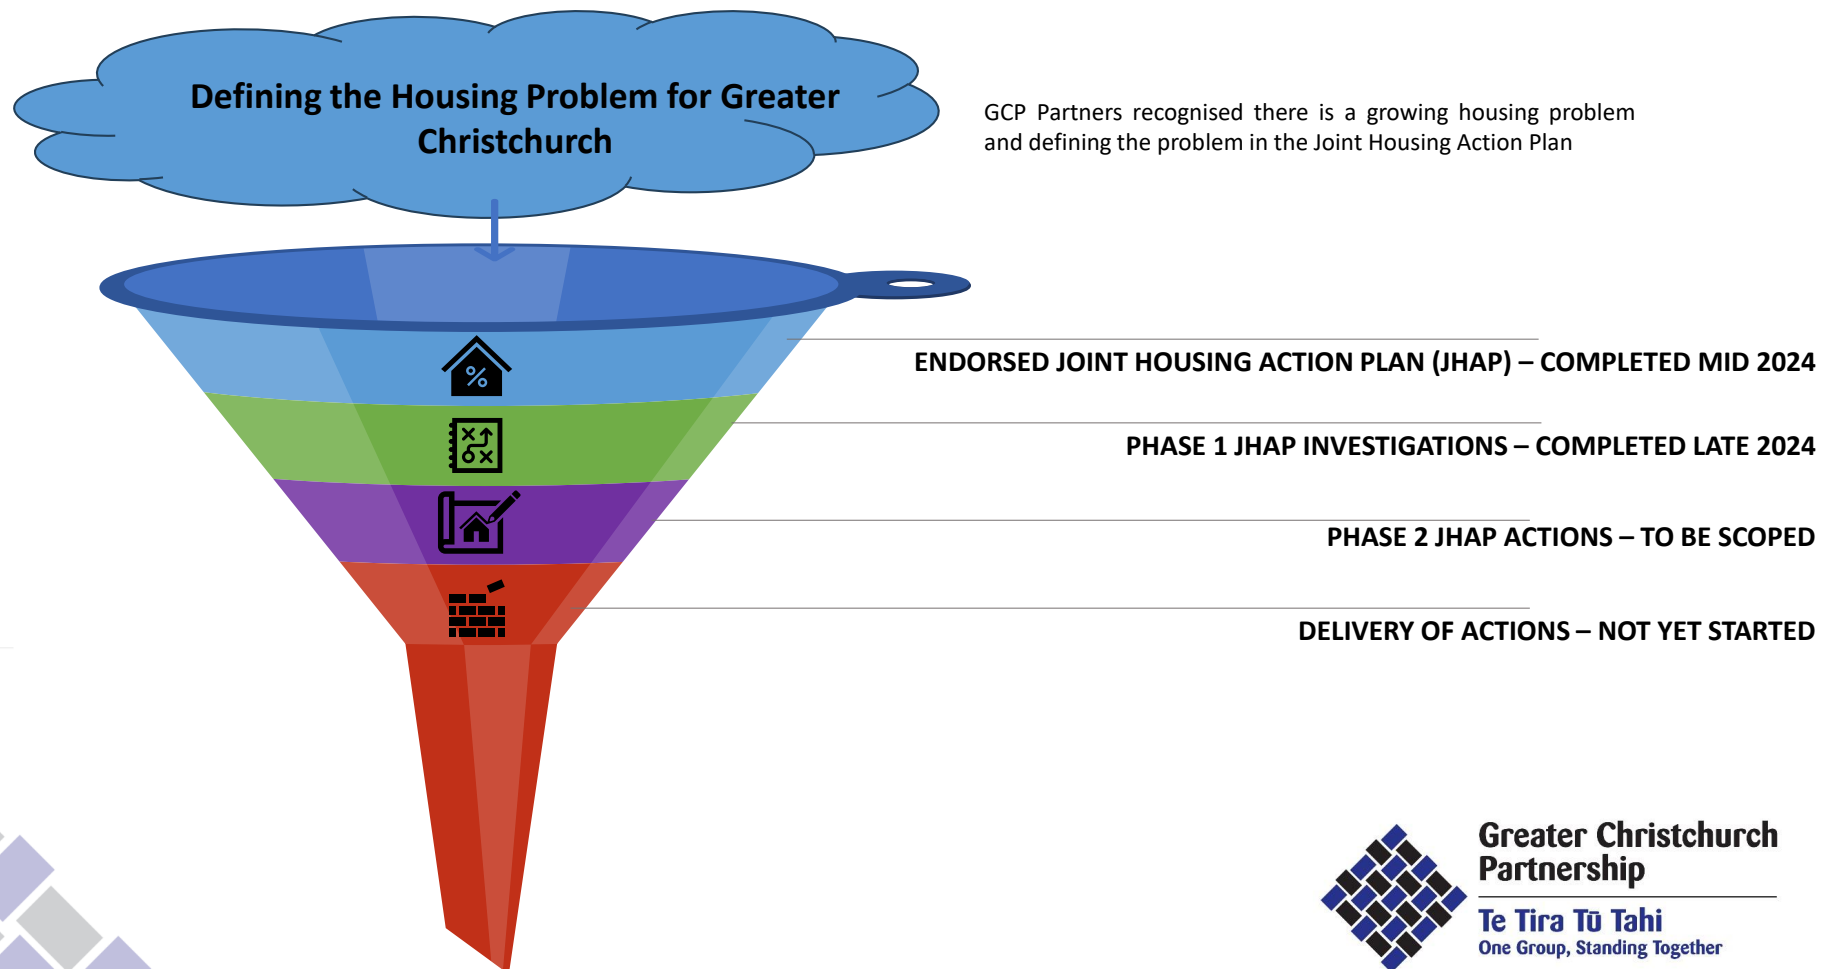 Defining the Housing Problem for Greater
Christchurch
GCP Partners recognised there is a growing housing problem
and defining the problem in the Joint Housing Action Plan
%
ENDORSED JOINT HOUSING ACTION PLAN (JHAP) – COMPLETED MID 2024
PHASE 1 JHAP INVESTIGATIONS – COMPLETED LATE 2024
PHASE 2 JHAP ACTIONS – TO BE SCOPED
DELIVERY OF ACTIONS – NOT YET STARTED
Greater Christchurch
Partnership
Te Tira Tū Tahi
One Group, Standing Together